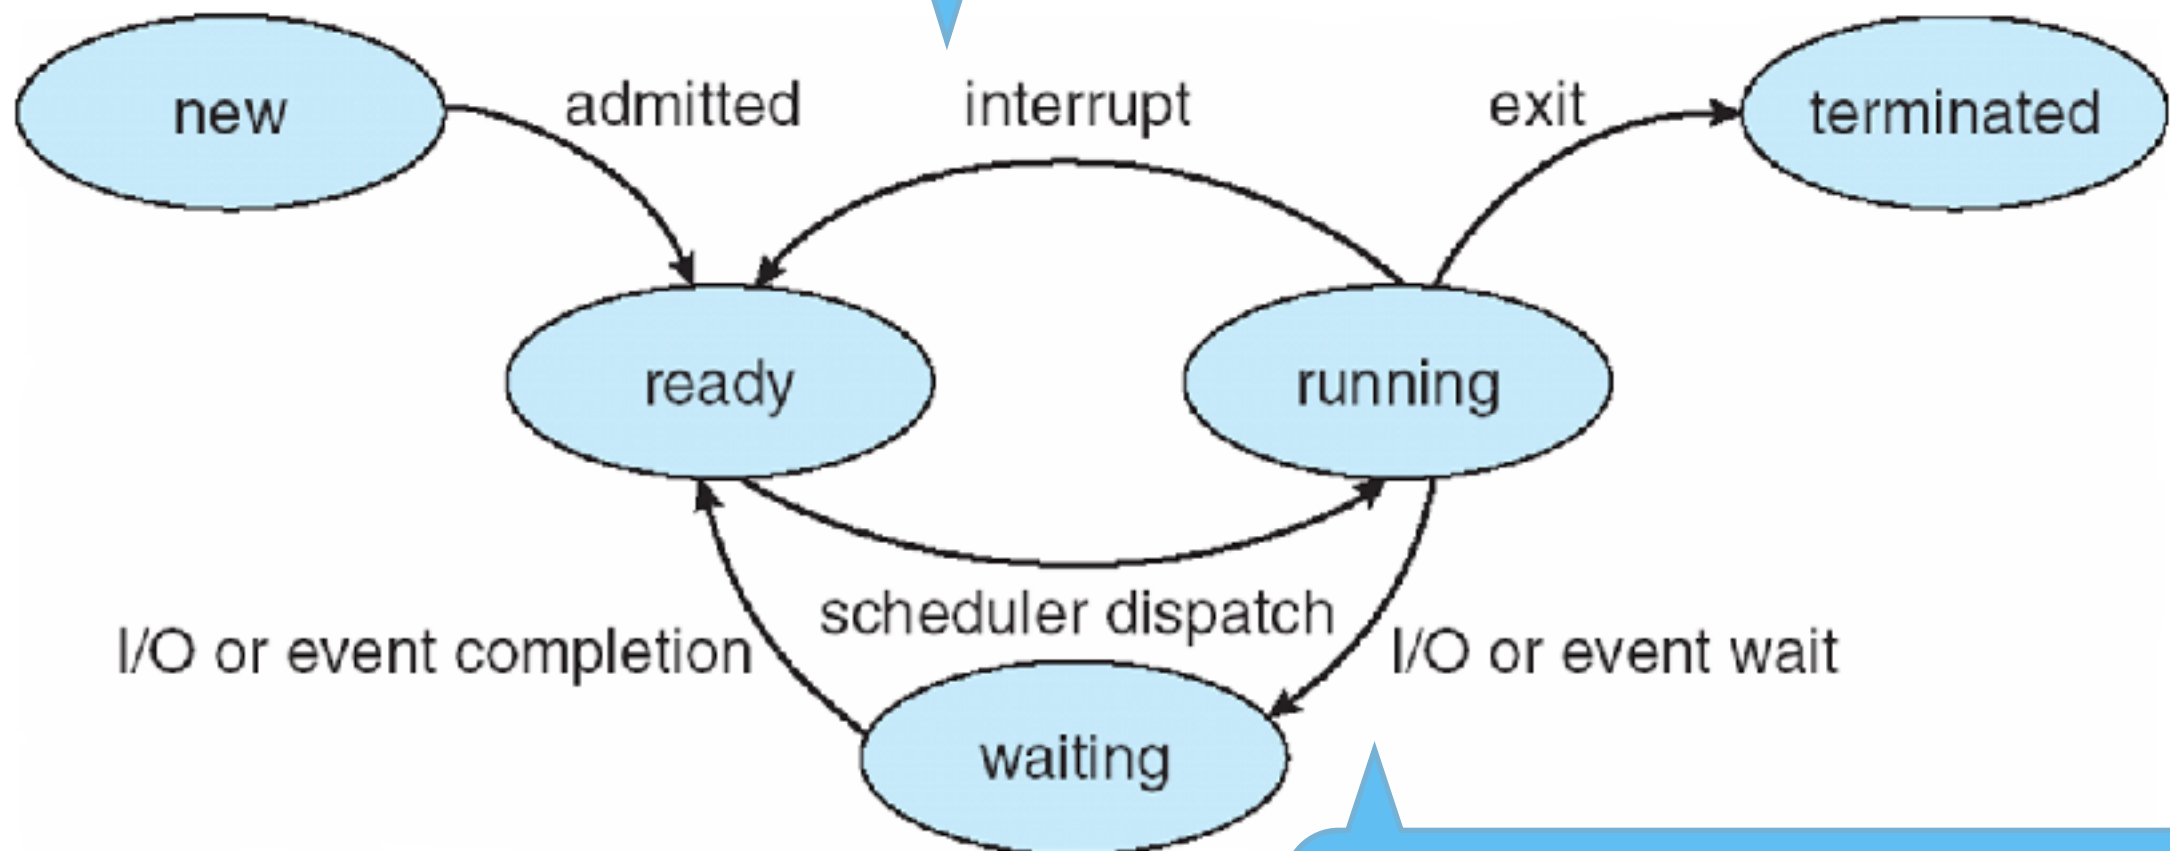 new
admitted
interrupt
exit
terminated
ready
running
scheduler dispatch
I/O or event completion
I/O or event wait
waiting